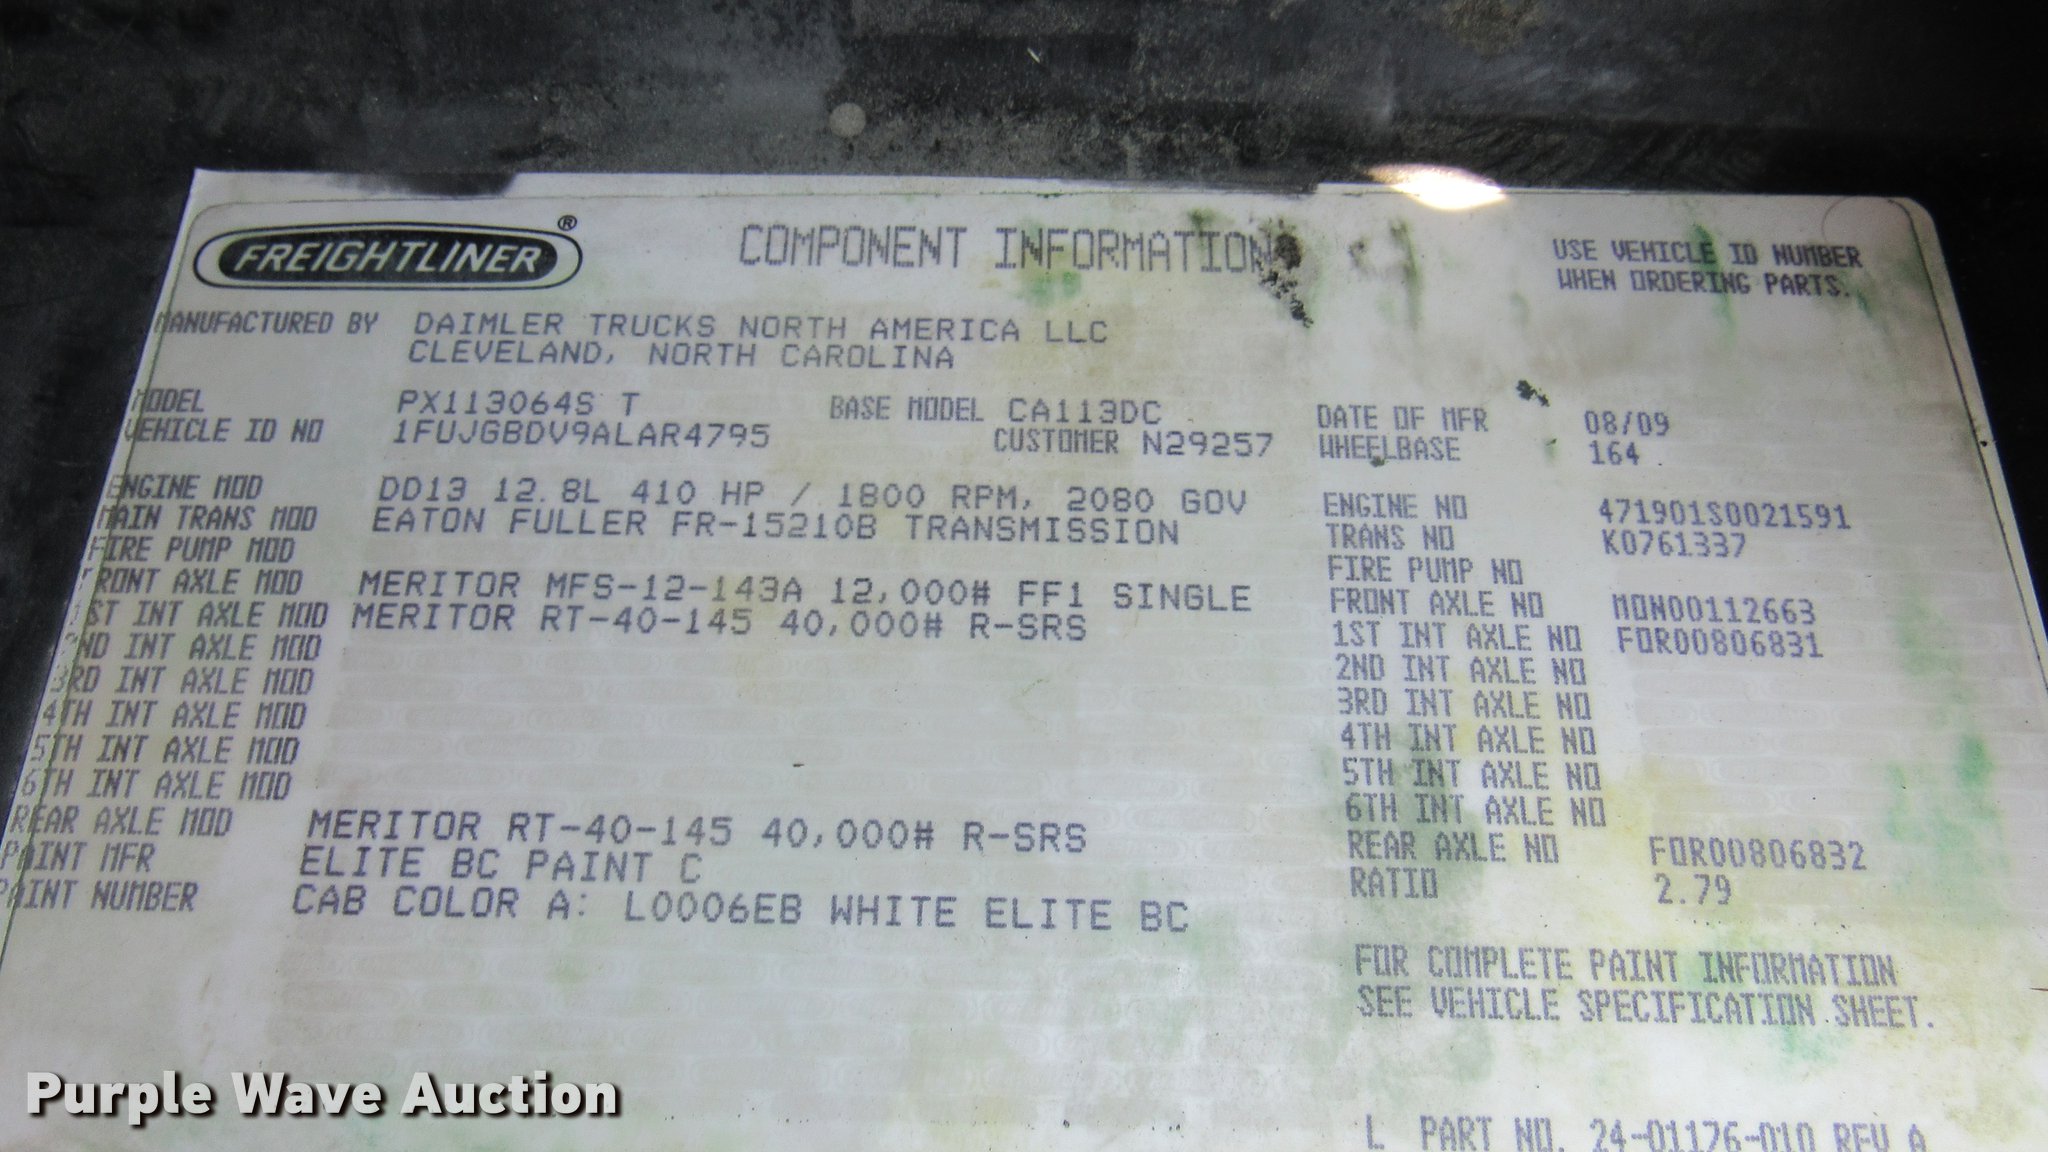 FREIGHTLINER ®
COMPONENT INFORMATION
USE VEHICLE ID NUMBER
WHEN ORDERING PARTS.
MANUFACTURED BY DAIMLER TRUCKS NORTH AMERICA LLC
CLEVELAND, NORTH CAROLINA
MODEL PX113064S T BASE MODEL CA113DC DATE OF MFR 08/09
VEHICLE ID NO 1FUJGBDV9ALAR4795 CUSTOMER N29257 WHEELBASE 164
ENGINE MOD DD13 12.8L 410 HP / 1800 RPM, 2080 GOV ENGINE NO 471901S0021591
MAIN TRANS MOD EATON FULLER FR-15210B TRANSMISSION TRANS NO K0761337
FIRE PUMP MOD FIRE PUMP NO
FRONT AXLE MOD MERITOR MFS-12-143A 12,000# FF1 SINGLE FRONT AXLE NO MON00112663
1ST INT AXLE MOD MERITOR RT-40-145 40,000# R-SRS 1ST INT AXLE NO FOR00806831
2ND INT AXLE MOD 2ND INT AXLE NO
3RD INT AXLE MOD 3RD INT AXLE NO
4TH INT AXLE MOD 4TH INT AXLE NO
5TH INT AXLE MOD 5TH INT AXLE NO
6TH INT AXLE MOD 6TH INT AXLE NO
REAR AXLE MOD MERITOR RT-40-145 40,000# R-SRS REAR AXLE NO FOR00806832
PAINT MFR ELITE BC PAINT C RATIO 2.79
PAINT NUMBER CAB COLOR A: L0006EB WHITE ELITE BC
FOR COMPLETE PAINT INFORMATION
SEE VEHICLE SPECIFICATION SHEET.
L PART NO. 24-01176-010 REV A
Purple Wave Auction